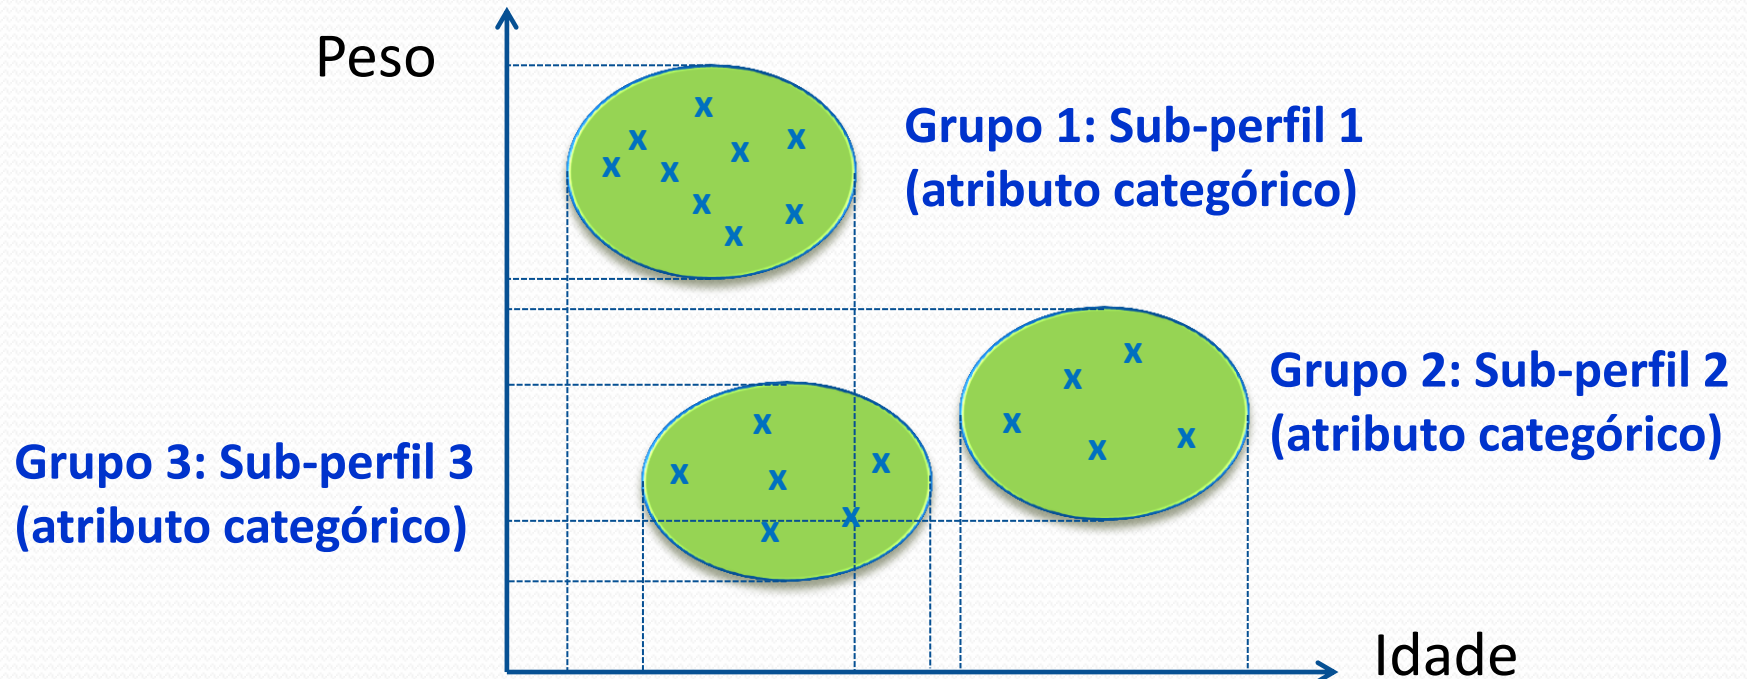 Peso
Grupo 1: Sub-perfil 1
(atributo categórico)
x
x
x
x
x
x
x
x
x
Grupo 2: Sub-perfil 2
(atributo categórico)
x
x
x
x
x
Grupo 3: Sub-perfil 3
(atributo categórico)
x
x
x
x
x
x
Idade